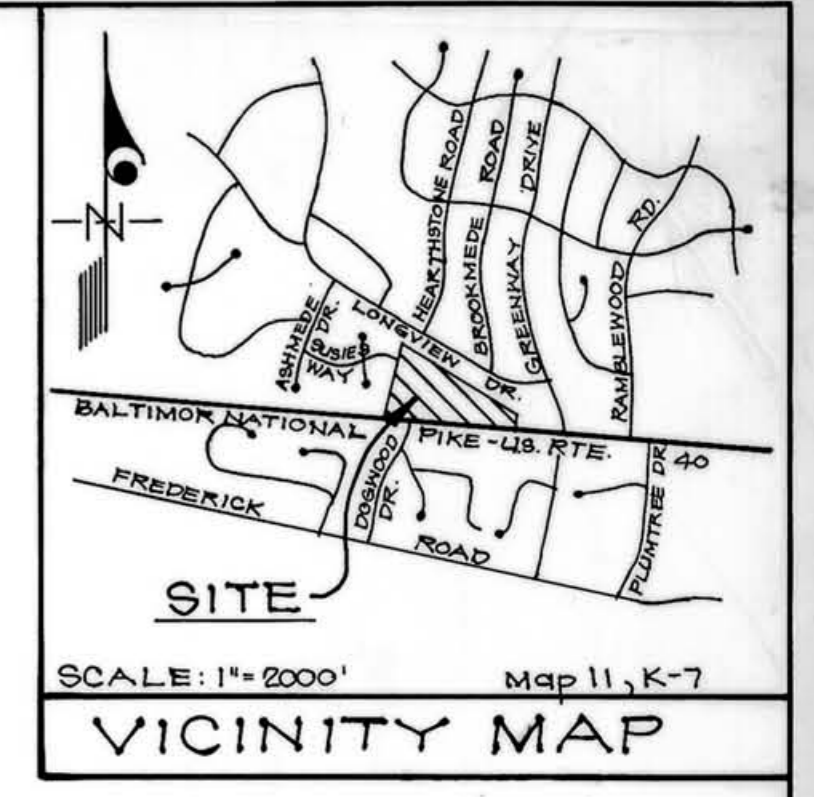 N
HEARTHSTONE ROAD
BROOKMEDE ROAD
GREENWAY DRIVE
RAMBLEWOOD RD.
ASHMEDE DR.
SUSIES
WAY
LONGVIEW DR.
BALTIMOR NATIONAL PIKE-U.S. RTE. 40
DOGWOOD
DR.
PLUMTREE DR.
FREDERICK ROAD
SITE
SCALE: 1"=2000'
Map 11, K-7
VICINITY MAP